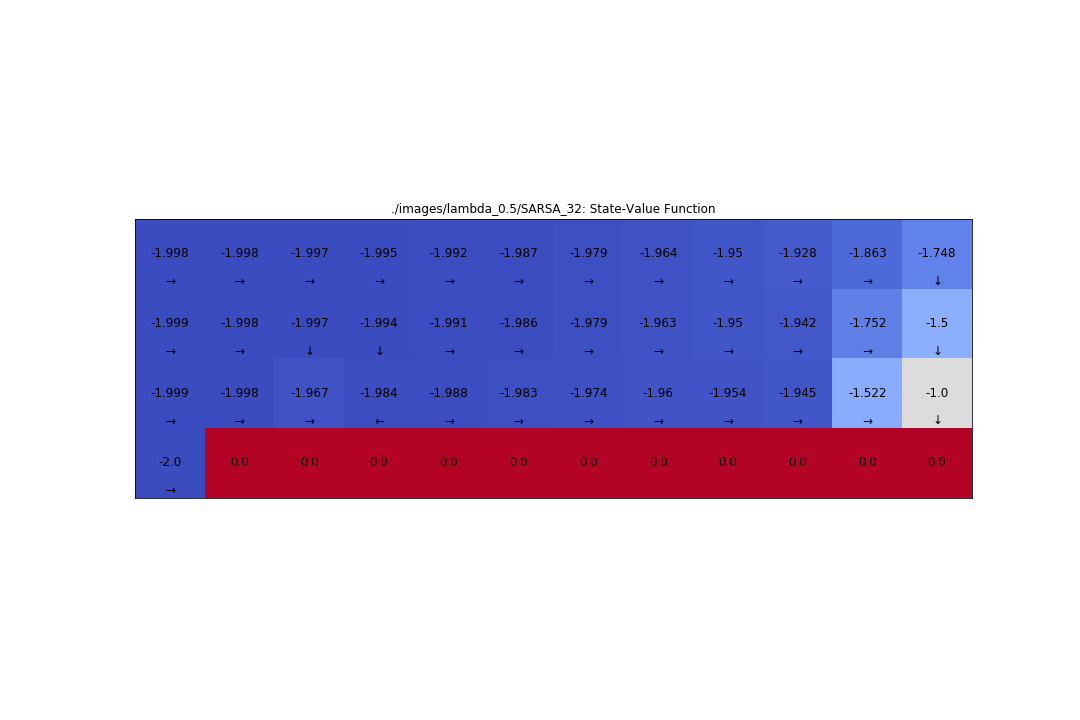 ./images/lambda_0.5/SARSA_32: State-Value Function
-1.998 -1.998 -1.997 -1.995 -1.992 -1.987 -1.979 -1.964 -1.95 -1.928 -1.863 -1.748
→ → → → → → → → → → → ↓
-1.999 -1.998 -1.997 -1.994 -1.991 -1.986 -1.979 -1.963 -1.95 -1.942 -1.752 -1.5
→ → ↓ ↓ → → → → → → → ↓
-1.999 -1.998 -1.967 -1.984 -1.988 -1.983 -1.974 -1.96 -1.954 -1.945 -1.522 -1.0
→ → → ← → → → → → → → ↓
-2.0 0.0 0.0 0.0 0.0 0.0 0.0 0.0 0.0 0.0 0.0 0.0
→